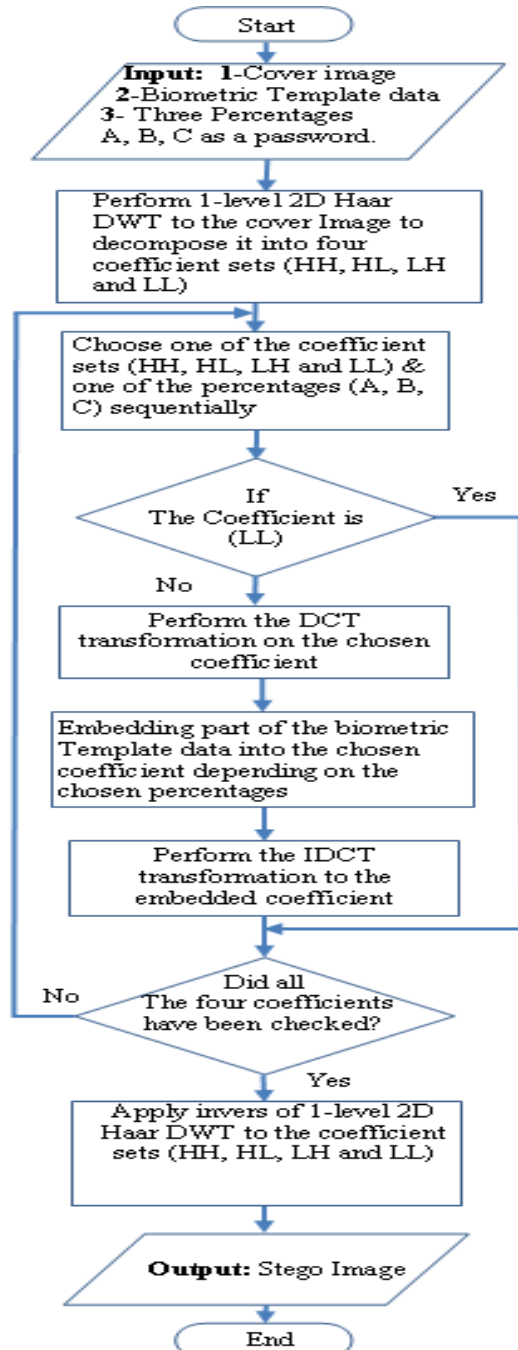 Start
Input: 1-Cover image
2-Biometric Template data
3- Three Percentages
A, B, C as a password.
Perform 1-level 2D Haar
DWT to the cover Image to
decompose it into four
coefficient sets (HH, HL, LH
and LL)
Choose one of the coefficient
sets (HH, HL, LH and LL) &
one of the percentages (A, B,
C) sequentially
If
The Coefficient is
(LL)
Yes
No
Perform the DCT
transformation on the chosen
coefficient
Embedding part of the biometric
Template data into the chosen
coefficient depending on the
chosen percentages
Perform the IDCT
transformation to the
embedded coefficient
Did all
The four coefficients
have been checked?
No
Yes
Apply invers of 1-level 2D
Haar DWT to the coefficient
sets (HH, HL, LH and LL)
Output: Stego Image
End